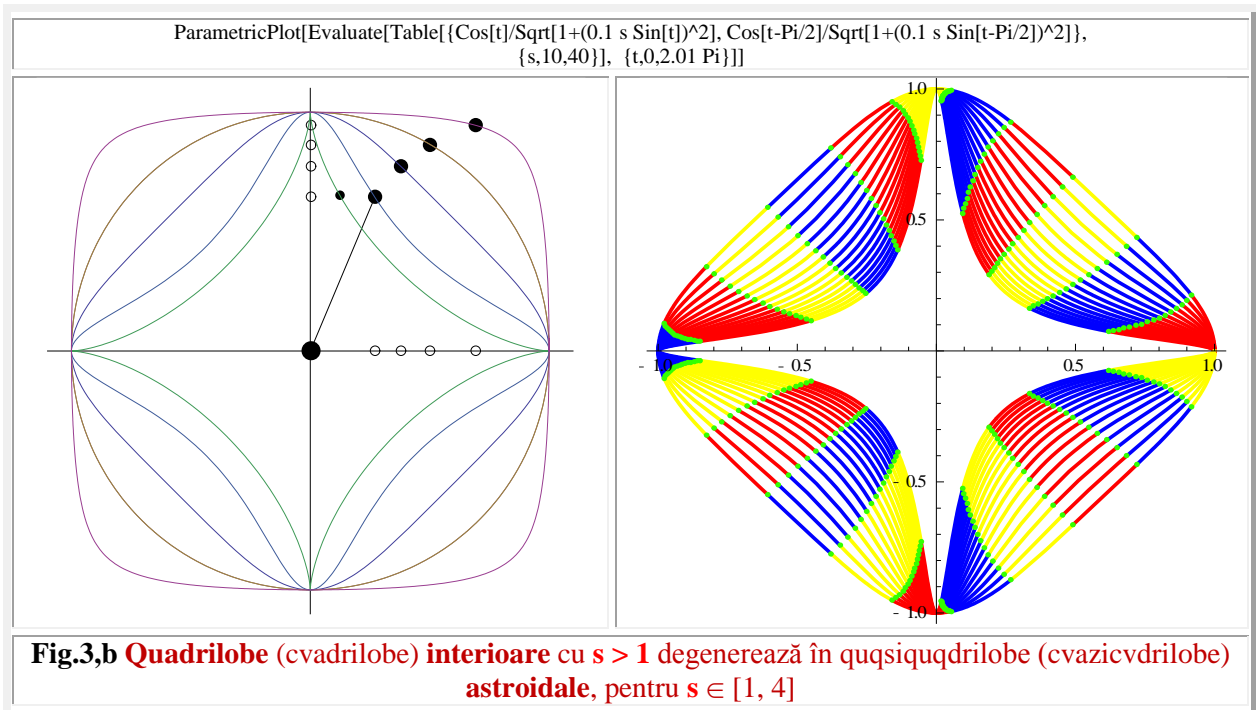 ParametricPlot[Evaluate[Table[{Cos[t]/Sqrt[1+(0.1 s Sin[t])^2], Cos[t-Pi/2]/Sqrt[1+(0.1 s Sin[t-Pi/2])^2]},
{s,10,40}], {t,0,2.01 Pi}]]
1.0
0.5
- 1.0
- 0.5
0.5
1.0
- 0.5
- 1.0
Fig.3,b Quadrilobe (cvadrilobe) interioare cu s > 1 degenerează în quqsiquqdrilobe (cvazicvdrilobe)
astroidale, pentru s ∈ [1, 4]